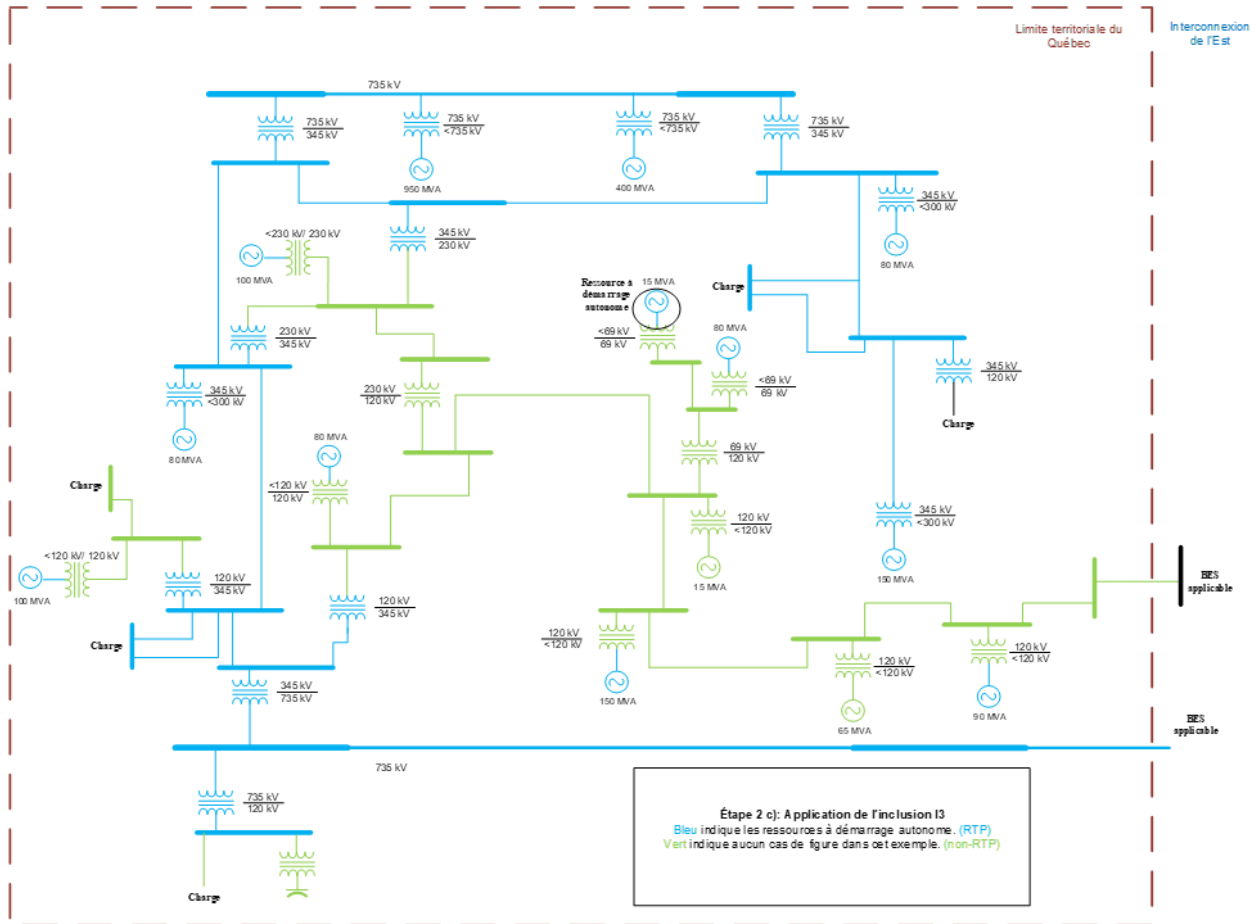 Limite territoriale du
Québec
Interconnexion
de l'Est
735 kV
735 kV
345 kV
735 kV
<735 kV
735 kV
<735 kV
735 kV
345 kV
950 MVA
400 MVA
345 kV
<300 kV
80 MVA
345 kV
230 kV
<230 kV/ 230 kV
100 MVA
Ressource à
démarrage
autonome
15 MVA
<69 kV
69 kV
80 MVA
<69 kV
69 kV
Charge
230 kV
345 kV
345 kV
<300 kV
80 MVA
230 kV
120 kV
345 kV
120 kV
Charge
80 MVA
<120 kV
120 kV
69 kV
120 kV
Charge
120 kV
<120 kV
15 MVA
345 kV
<300 kV
150 MVA
<120 kV/ 120 kV
100 MVA
120 kV
345 kV
120 kV
345 kV
BES
applicable
Charge
120 kV
<120 kV
150 MVA
120 kV
<120 kV
65 MVA
120 kV
<120 kV
90 MVA
345 kV
735 kV
BES
applicable
735 kV
735 kV
120 kV
Charge
Étape 2 c): Application de l'inclusion I3
Bleu indique les ressources à démarrage autonome. (RTP)
Vert indique aucun cas de figure dans cet exemple. (non-RTP)